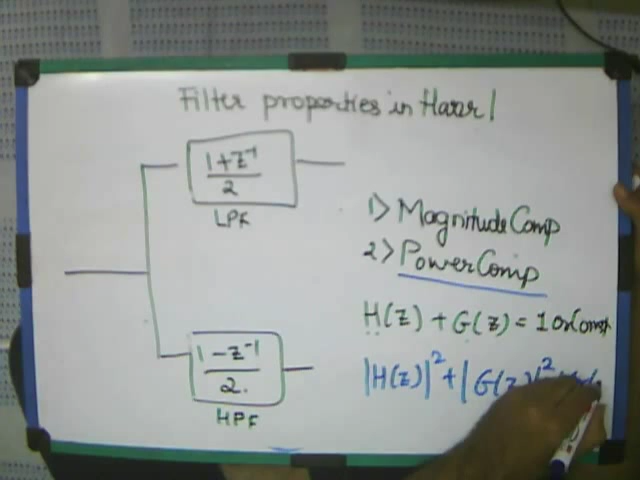 Filter properties in Haar!
1+z⁻¹
2
LPF
1-z⁻¹
2.
HPF
1> Magnitude Comp
2> Power Comp
H(z) + G(z) = 1 or Const
|H(z)|² + |G(z)|²